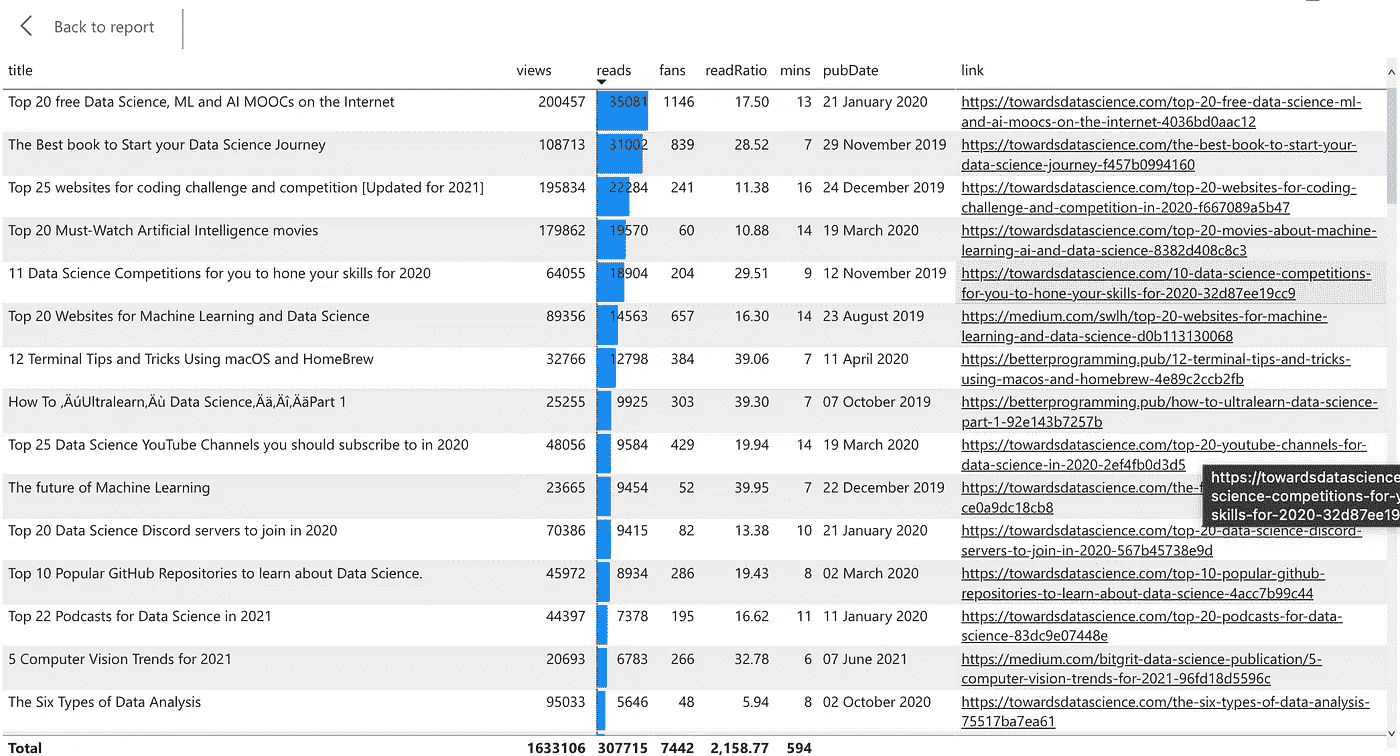 Back to report
title views reads fans readRatio mins pubDate link
Top 20 free Data Science, ML and AI MOOCs on the Internet 200457 35081 1146 17.50 13 21 January 2020 https://towardsdatascience.com/top-20-free-data-science-ml-
and-ai-moocs-on-the-internet-4036bd0aac12
The Best book to Start your Data Science Journey 108713 31002 839 28.52 7 29 November 2019 https://towardsdatascience.com/the-best-book-to-start-your-
data-science-journey-f457b0994160
Top 25 websites for coding challenge and competition [Updated for 2021] 195834 22284 241 11.38 16 24 December 2019 https://towardsdatascience.com/top-20-websites-for-coding-
challenge-and-competition-in-2020-f667089a5b47
Top 20 Must-Watch Artificial Intelligence movies 179862 19570 60 10.88 14 19 March 2020 https://towardsdatascience.com/top-20-movies-about-machine-
learning-ai-and-data-science-8382d408c8c3
11 Data Science Competitions for you to hone your skills for 2020 64055 18904 204 29.51 9 12 November 2019 https://towardsdatascience.com/10-data-science-competitions-
for-you-to-hone-your-skills-for-2020-32d87ee19cc9
Top 20 Websites for Machine Learning and Data Science 89356 14563 657 16.30 14 23 August 2019 https://medium.com/swlh/top-20-websites-for-machine-
learning-and-data-science-d0b113130068
12 Terminal Tips and Tricks Using macOS and HomeBrew 32766 12798 384 39.06 7 11 April 2020 https://betterprogramming.pub/12-terminal-tips-and-tricks-
using-macos-and-homebrew-4e89c2ccb2fb
How To ‚ÄúUltralearn‚Äù Data Science‚Ää‚Äî‚ÄäPart 1 25255 9925 303 39.30 7 07 October 2019 https://betterprogramming.pub/how-to-ultralearn-data-science-
part-1-92e143b7257b
Top 25 Data Science YouTube Channels you should subscribe to in 2020 48056 9584 429 19.94 14 19 March 2020 https://towardsdatascience.com/top-20-youtube-channels-for-
data-science-in-2020-2ef4fb0d3d5
The future of Machine Learning 23665 9454 52 39.95 7 22 December 2019 https://towardsdatascience.com/the-f
ce0a9dc18cb8
https://towardsdatascience
science-competitions-for-y
skills-for-2020-32d87ee19
Top 20 Data Science Discord servers to join in 2020 70386 9415 82 13.38 10 21 January 2020 https://towardsdatascience.com/top-20-data-science-discord-
servers-to-join-in-2020-567b45738e9d
Top 10 Popular GitHub Repositories to learn about Data Science. 45972 8934 286 19.43 8 02 March 2020 https://towardsdatascience.com/top-10-popular-github-
repositories-to-learn-about-data-science-4acc7b99c44
Top 22 Podcasts for Data Science in 2021 44397 7378 195 16.62 11 11 January 2020 https://towardsdatascience.com/top-20-podcasts-for-data-
science-83dc9e07448e
5 Computer Vision Trends for 2021 20693 6783 266 32.78 6 07 June 2021 https://medium.com/bitgrit-data-science-publication/5-
computer-vision-trends-for-2021-96fd18d5596c
The Six Types of Data Analysis 95033 5646 48 5.94 8 02 October 2020 https://towardsdatascience.com/the-six-types-of-data-analysis-
75517ba7ea61
Total 1633106 307715 7442 2,158.77 594